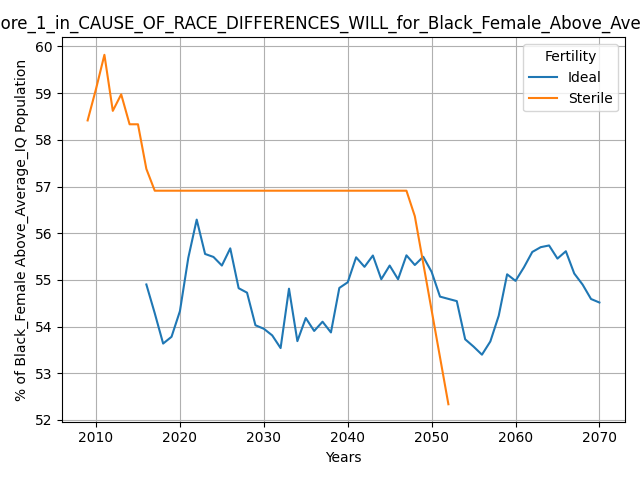 ore_1_in_CAUSE_OF_RACE_DIFFERENCES_WILL_for_Black_Female_Above_Ave
60
59
58
57
56
55
54
53
52
% of Black_Female Above_Average_IQ Population
Fertility
Ideal
Sterile
2010
2020
2030
2040
2050
2060
2070
Years